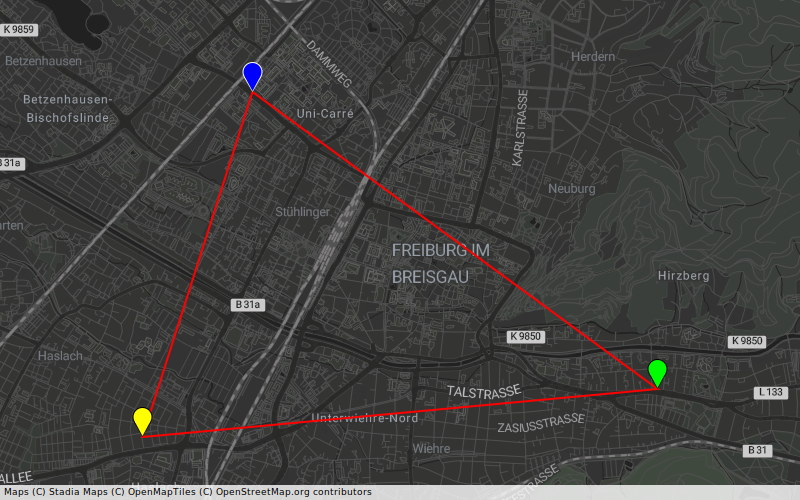 K 9859
DAMMWEG
Herdern
Betzenhausen
Betzenhausen-
Bischofslinde
Uni-Carré
KARLSTRASSE
B 31a
Neuburg
Stühlinger
arten
FREIBURG IM
BREISGAU
Hirzberg
B 31a
K 9850
K 9850
Haslach
TALSTRASSE
L 133
Unterwiehre-Nord
ZASIUSSTRASSE
Wiehre
B 31
ALLEE
Maps (C) Stadia Maps (C) OpenMapTiles (C) OpenStreetMap.org contributors